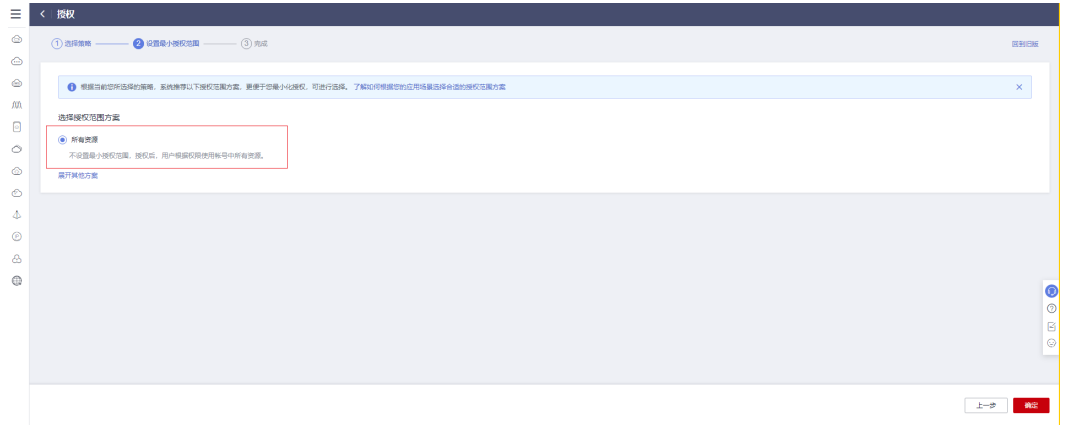 授权
1 选择策略 2 设置最小授权范围 3 完成 回到旧版
根据当前您所选择的策略，系统推荐以下授权范围方案，更便于您最小化授权，可进行选择。 了解如何根据您的应用场景选择合适的授权范围方案
选择授权范围方案
所有资源
不设置最小授权范围，授权后，用户根据权限使用帐号中所有资源。
展开其他方案
上一步 确定